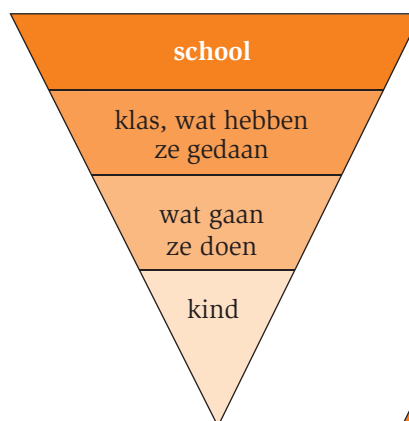 school
klas, wat hebben
ze gedaan
wat gaan
ze doen
kind